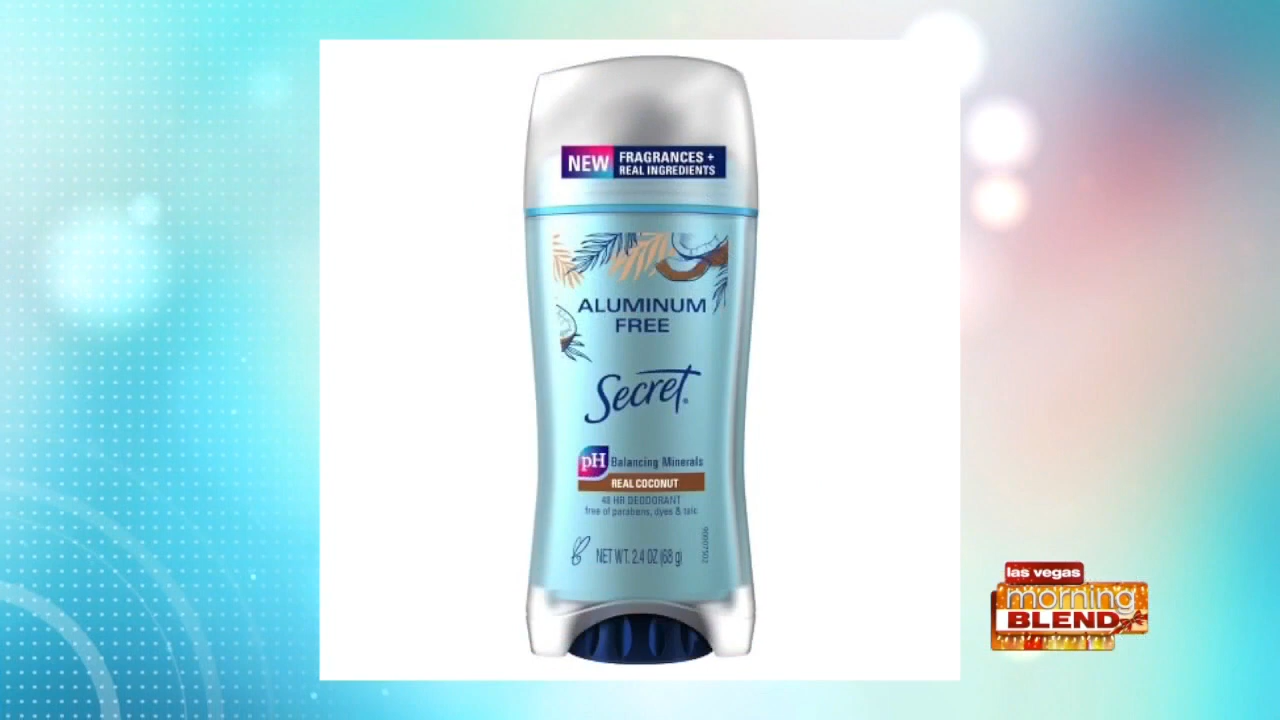 NEW
FRAGRANCES +
REAL INGREDIENTS
ALUMINUM
FREE
Secret®
pH Balancing Minerals
REAL COCONUT
48 HR DEODORANT
free of parabens, dyes & talc
NET WT. 2.4 OZ (68 g)
90007502
las vegas
morning
BLEND